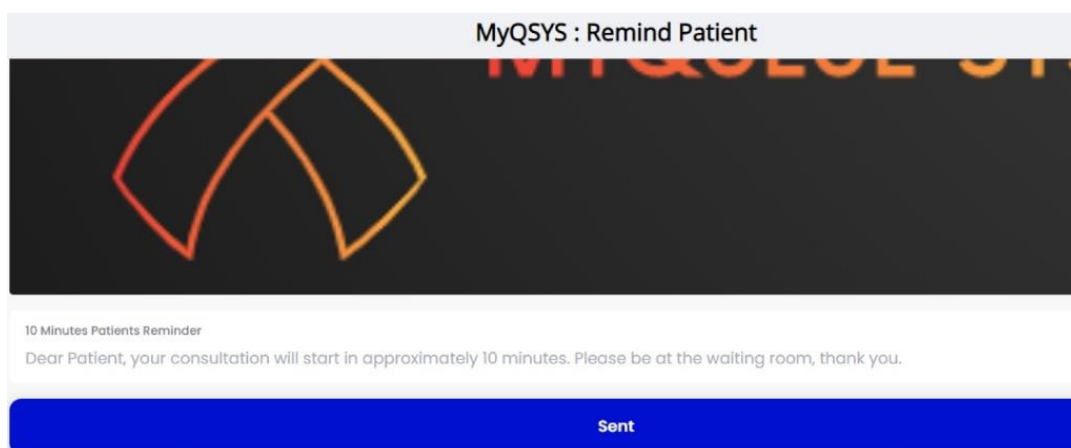 MyQSYS : Remind Patient
10 Minutes Patients Reminder
Dear Patient, your consultation will start in approximately 10 minutes. Please be at the waiting room, thank you.
Sent